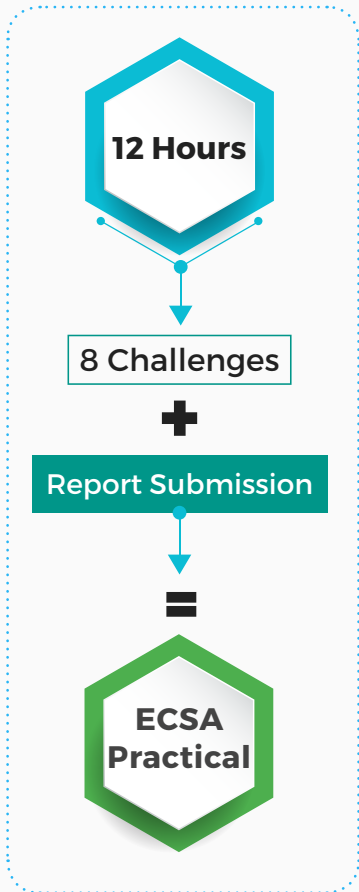 12 Hours
8 Challenges
+
Report Submission
=
ECSA
Practical